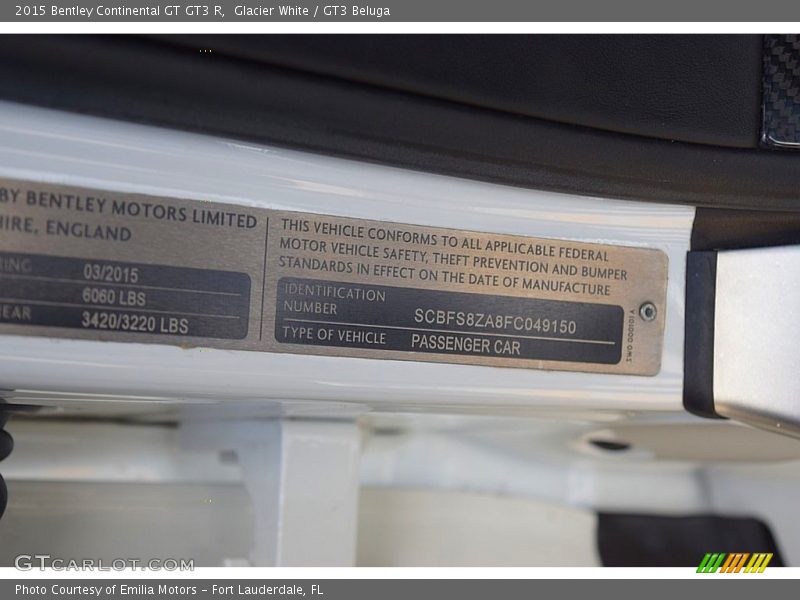 2015 Bentley Continental GT GT3 R, Glacier White / GT3 Beluga
BY BENTLEY MOTORS LIMITED
HIRE, ENGLAND
03/2015
6060 LBS
EAR 3420/3220 LBS
THIS VEHICLE CONFORMS TO ALL APPLICABLE FEDERAL
MOTOR VEHICLE SAFETY, THEFT PREVENTION AND BUMPER
STANDARDS IN EFFECT ON THE DATE OF MANUFACTURE
IDENTIFICATION
NUMBER SCBFS8ZA8FC049150
TYPE OF VEHICLE PASSENGER CAR
GTCARLOT.COM
Photo Courtesy of Emilia Motors - Fort Lauderdale, FL